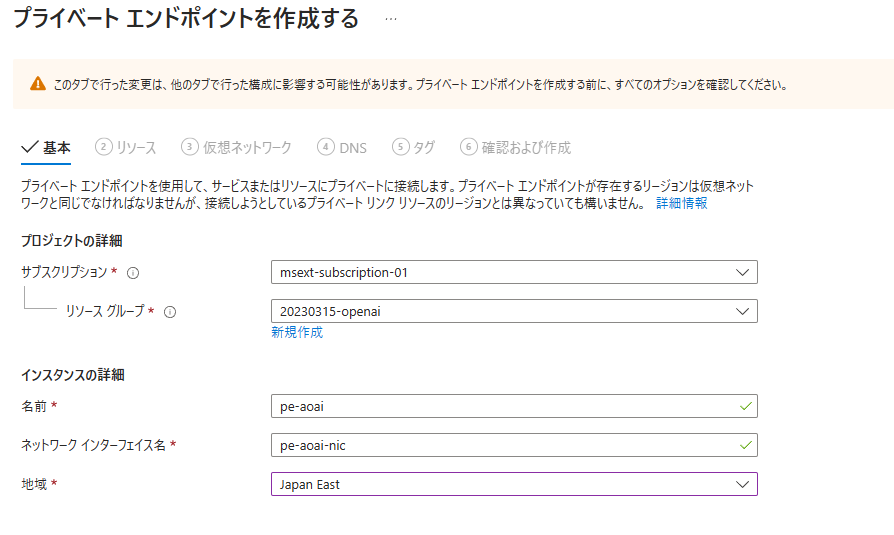 プライベート エンドポイントを作成する ...
このタブで行った変更は、他のタブで行った構成に影響する可能性があります。プライベート エンドポイントを作成する前に、すべてのオプションを確認してください。
基本 2 リソース 3 仮想ネットワーク 4 DNS 5 タグ 6 確認および作成
プライベート エンドポイントを使用して、サービスまたはリソースにプライベートに接続します。プライベート エンドポイントが存在するリージョンは仮想ネット
ワークと同じでなければなりませんが、接続しようとしているプライベート リンク リソースのリージョンとは異なっていても構いません。 詳細情報
プロジェクトの詳細
サブスクリプション * msext-subscription-01
リソース グループ * 20230315-openai
新規作成
インスタンスの詳細
名前 * pe-aoai
ネットワーク インターフェイス名 * pe-aoai-nic
地域 * Japan East